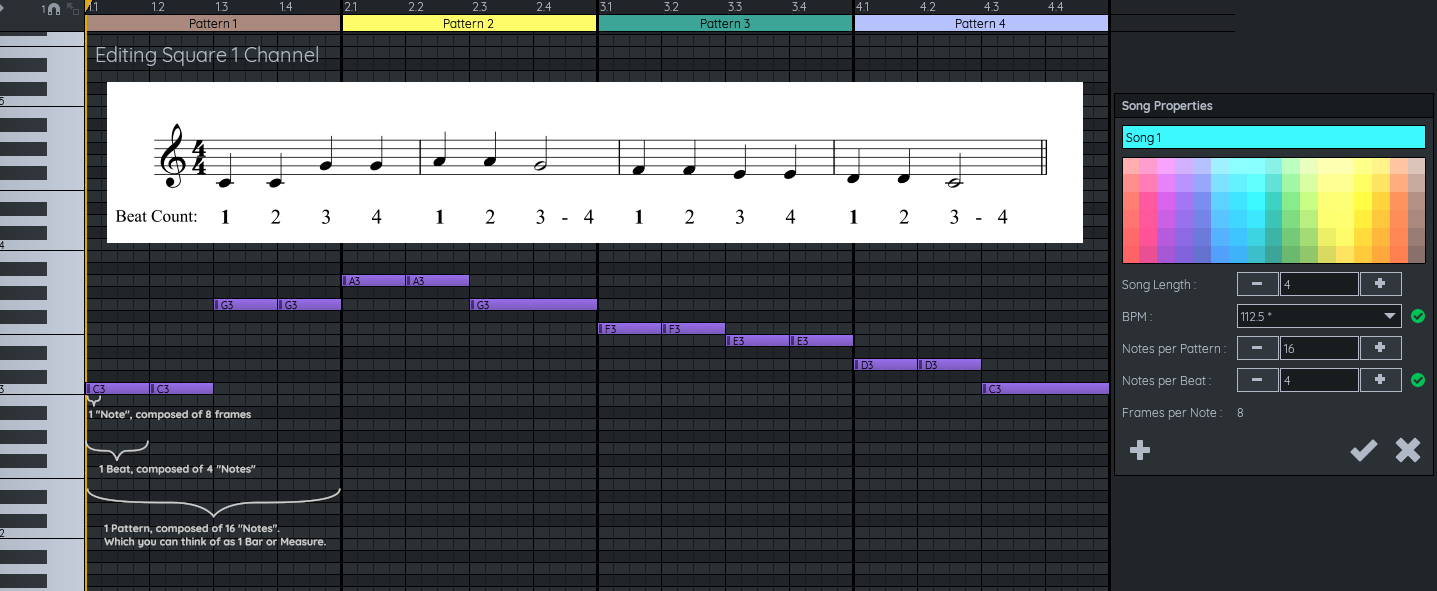 1
1.1 1.2 1.3 1.4 2.1 2.2 2.3 2.4 3.1 3.2 3.3 3.4 4.1 4.2 4.3 4.4
Pattern 1 Pattern 2 Pattern 3 Pattern 4
Editing Square 1 Channel
4
4
Beat Count: 1 2 3 4 1 2 3 - 4 1 2 3 4 1 2 3 - 4
5
4
A3 A3
G3 G3 G3
F3 F3
E3 E3
D3 D3
3 C3 C3 C3
1 "Note", composed of 8 frames
1 Beat, composed of 4 "Notes"
1 Pattern, composed of 16 "Notes".
Which you can think of as 1 Bar or Measure.
2
Song Properties
Song 1
Song Length : 4
BPM : 112.5 *
Notes per Pattern : 16
Notes per Beat : 4
Frames per Note : 8